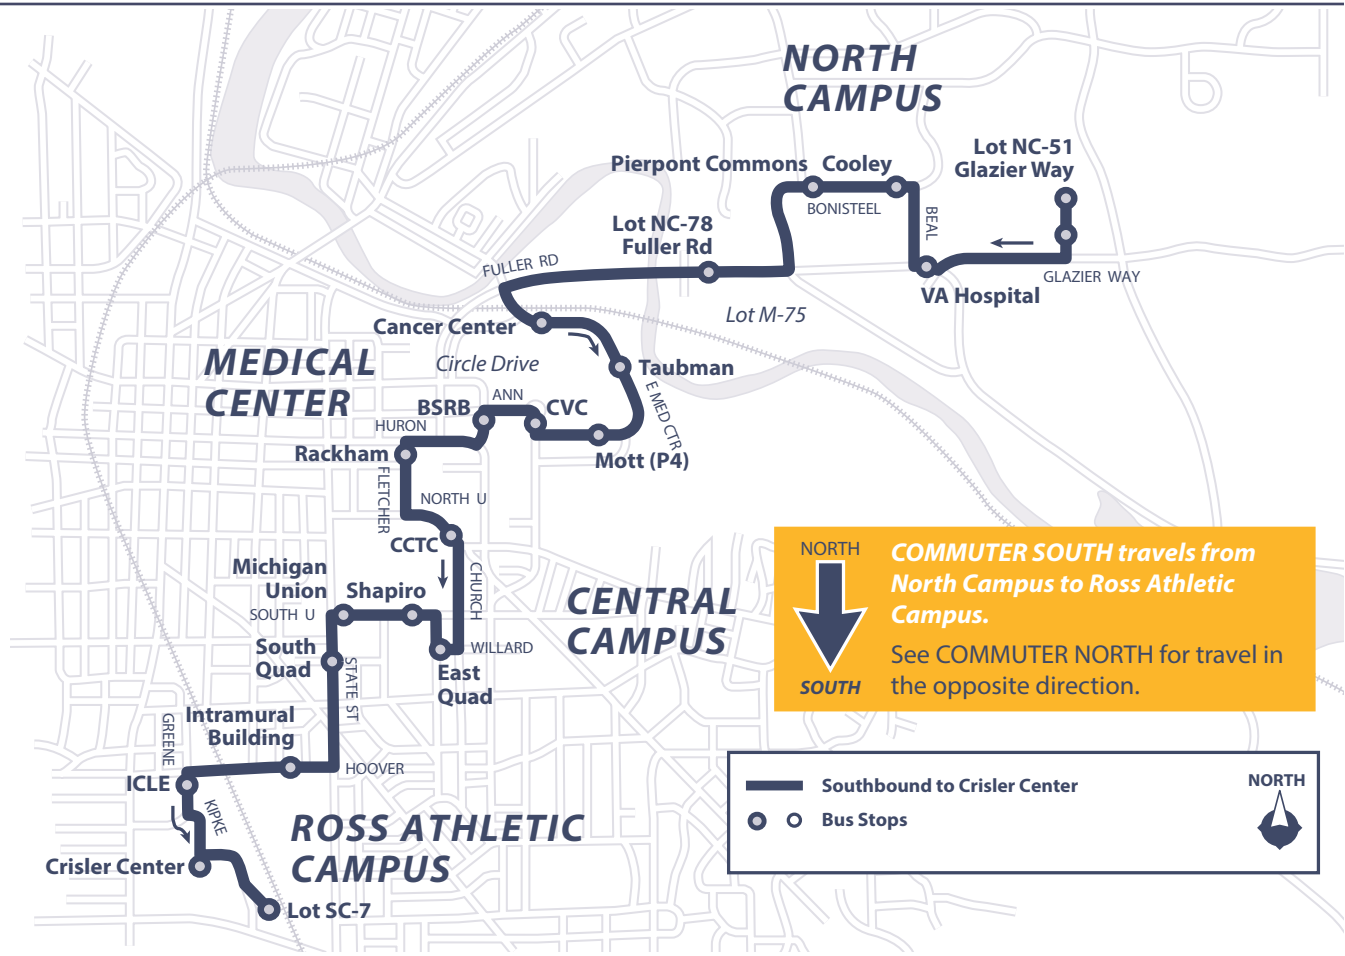 NORTH
CAMPUS
Lot NC-51
Glazier Way
Pierpont Commons
Cooley
BONISTEEL
BEAL
GLAZIER WAY
VA Hospital
Lot NC-78
Fuller Rd
FULLER RD
Lot M-75
Cancer Center
Circle Drive
Taubman
E MED CTR
MEDICAL
CENTER
ANN
BSRB
CVC
HURON
Mott (P4)
Rackham
FLETCHER
NORTH U
CCTC
CHURCH
Michigan
Union
Shapiro
SOUTH U
WILLARD
CENTRAL
CAMPUS
South
Quad
East
Quad
STATE ST
Intramural
Building
GREENE
HOOVER
ICLE
KIPKE
ROSS ATHLETIC
CAMPUS
Crisler Center
Lot SC-7
NORTH
SOUTH
COMMUTER SOUTH travels from
North Campus to Ross Athletic
Campus.
See COMMUTER NORTH for travel in
the opposite direction.
Southbound to Crisler Center
Bus Stops
NORTH